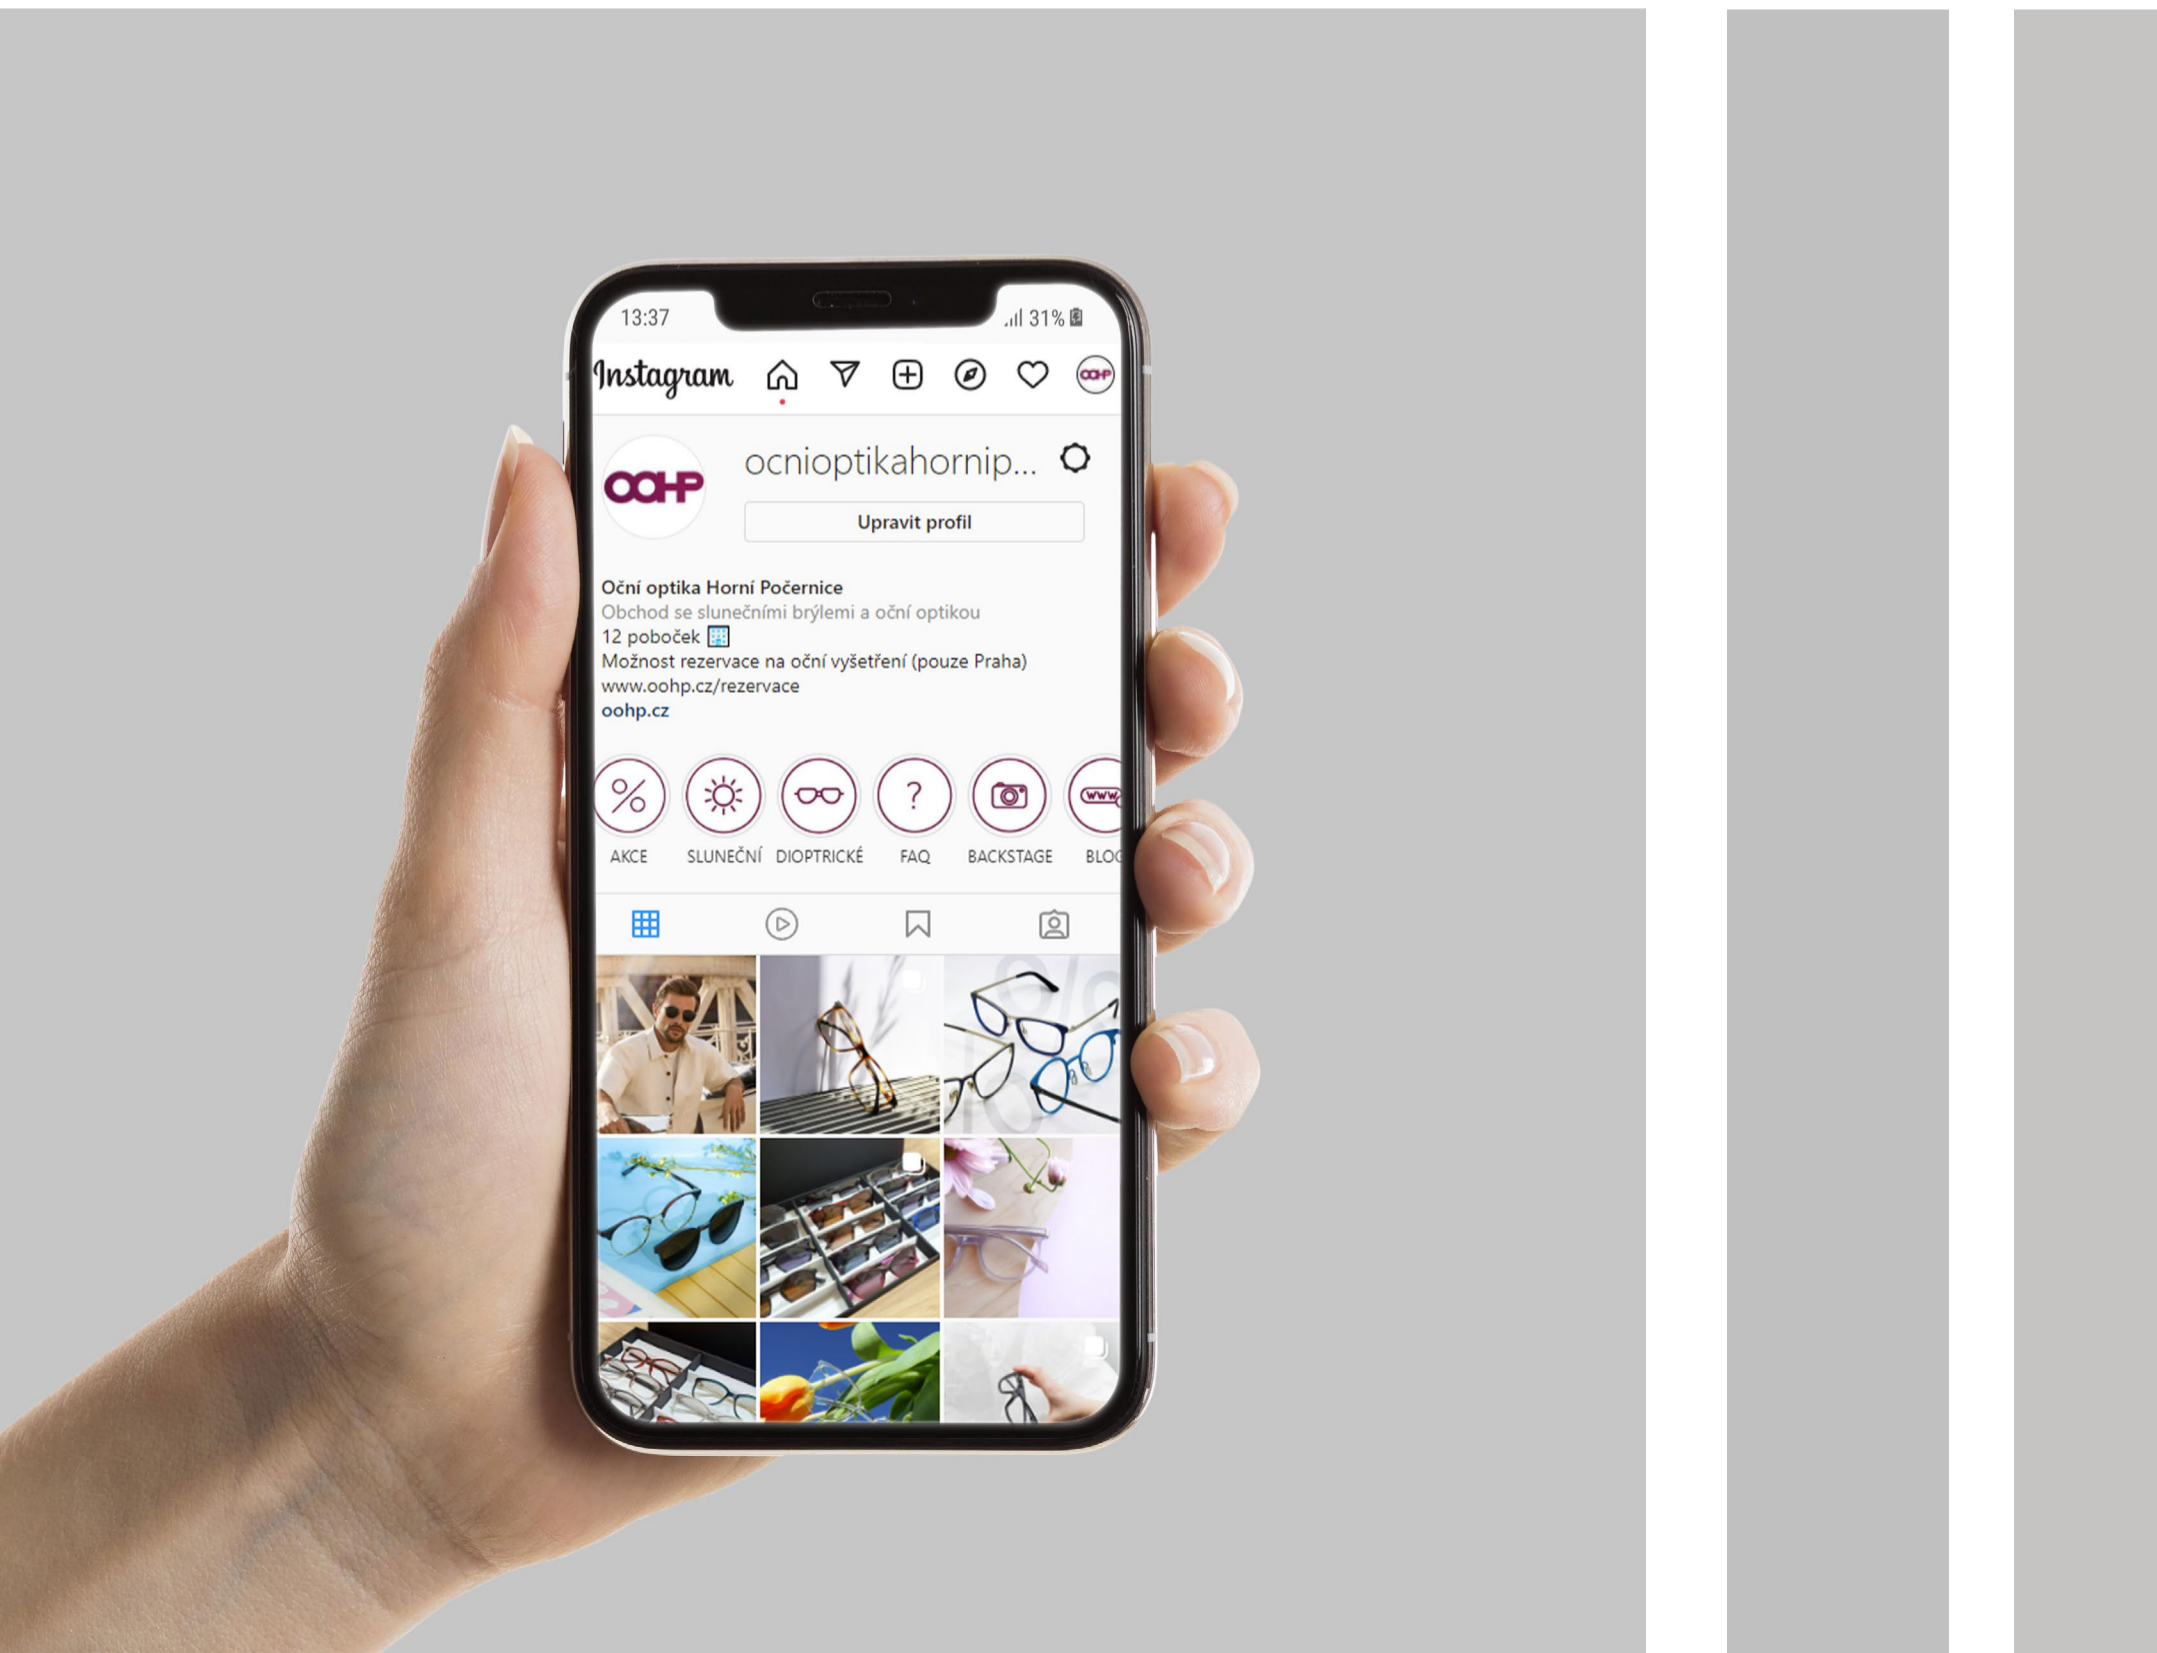 13:37
31%
Instagram
OOHP
OOHP
ocnioptikahornip...
Upravit profil
Oční optika Horní Počernice
Obchod se slunečními brýlemi a oční optikou
12 poboček
Možnost rezervace na oční vyšetření (pouze Praha)
www.oohp.cz/rezervace
oohp.cz
%
?
www
AKCE SLUNEČNÍ DIOPTRICKÉ FAQ BACKSTAGE BLOG
%